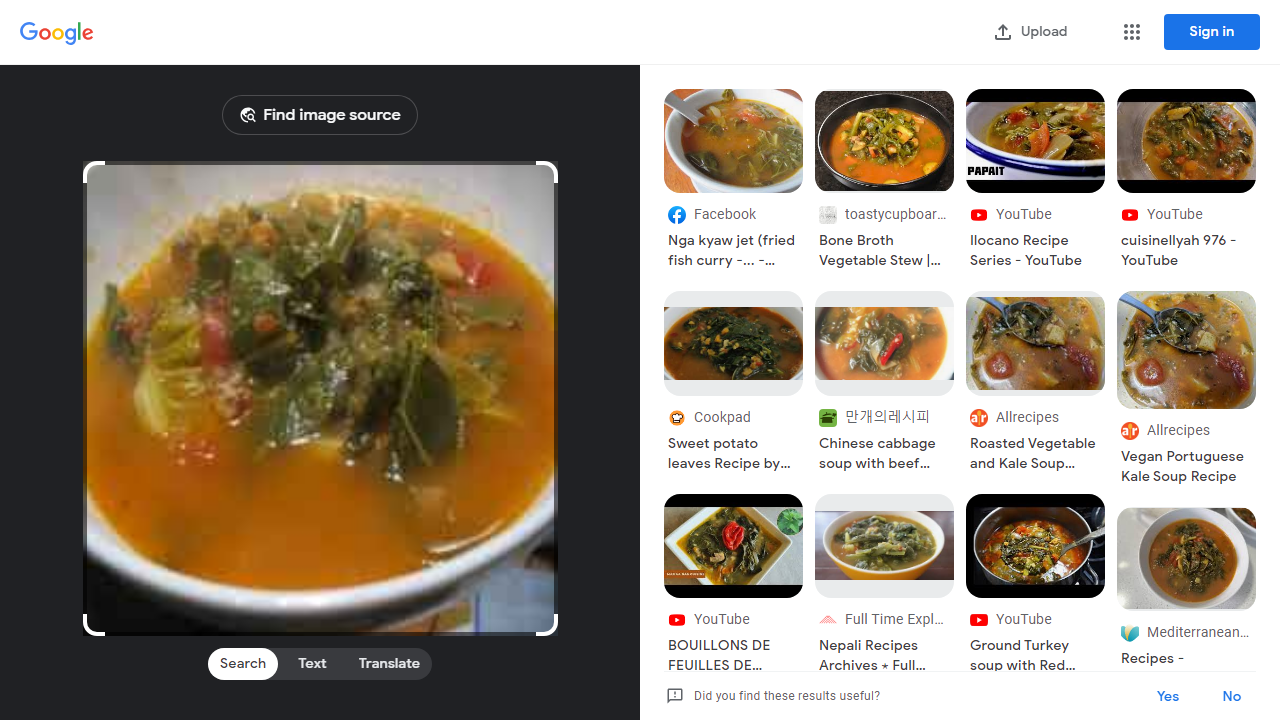 Google
Upload
Sign in
Find image source
Search
Text
Translate
Facebook
Nga kyaw jet (fried
fish curry -... -...
toastycupboar...
Bone Broth
Vegetable Stew |...
PAPAIT
YouTube
Ilocano Recipe
Series - YouTube
YouTube
cuisinellyah 976 -
YouTube
Cookpad
Sweet potato
leaves Recipe by...
만개의레시피
Chinese cabbage
soup with beef...
Allrecipes
Roasted Vegetable
and Kale Soup...
Allrecipes
Vegan Portuguese
Kale Soup Recipe
YouTube
BOUILLONS DE
FEUILLES DE...
Full Time Expl...
Nepali Recipes
Archives ⋆ Full...
YouTube
Ground Turkey
soup with Red...
Mediterranean...
Recipes -
Did you find these results useful?
Yes
No